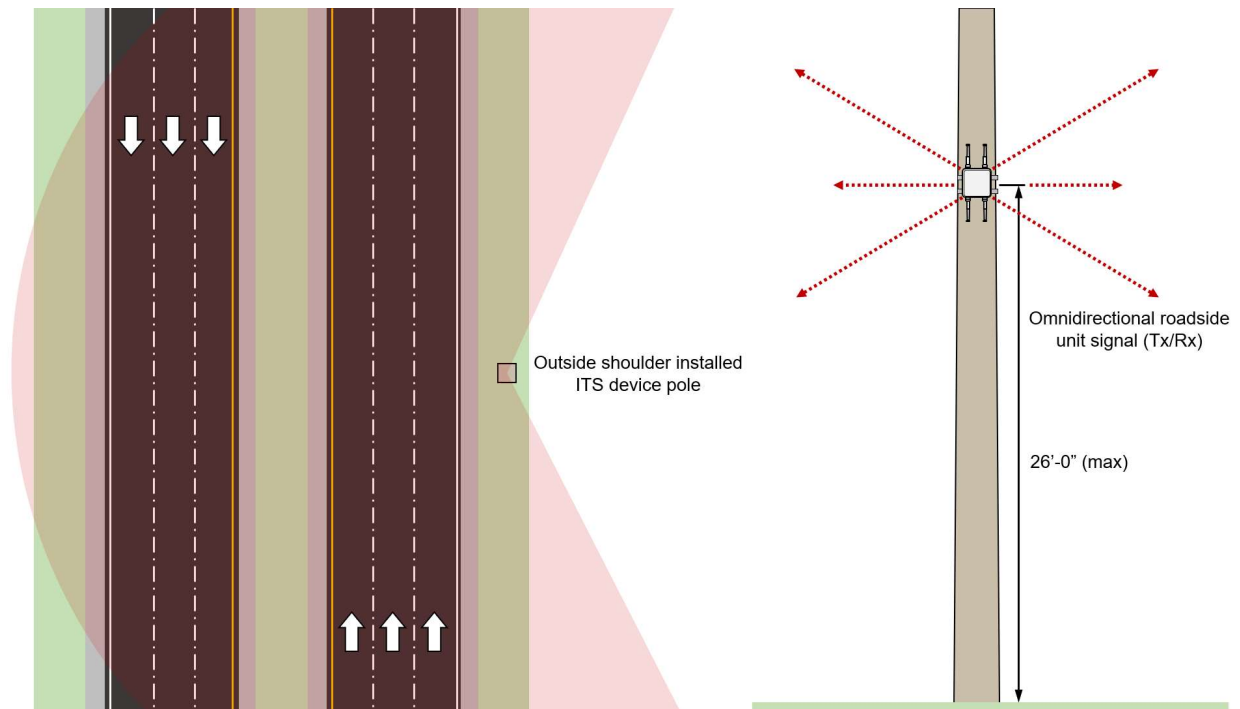 Outside shoulder installed
ITS device pole
Omnidirectional roadside
unit signal (Tx/Rx)
26’-0” (max)